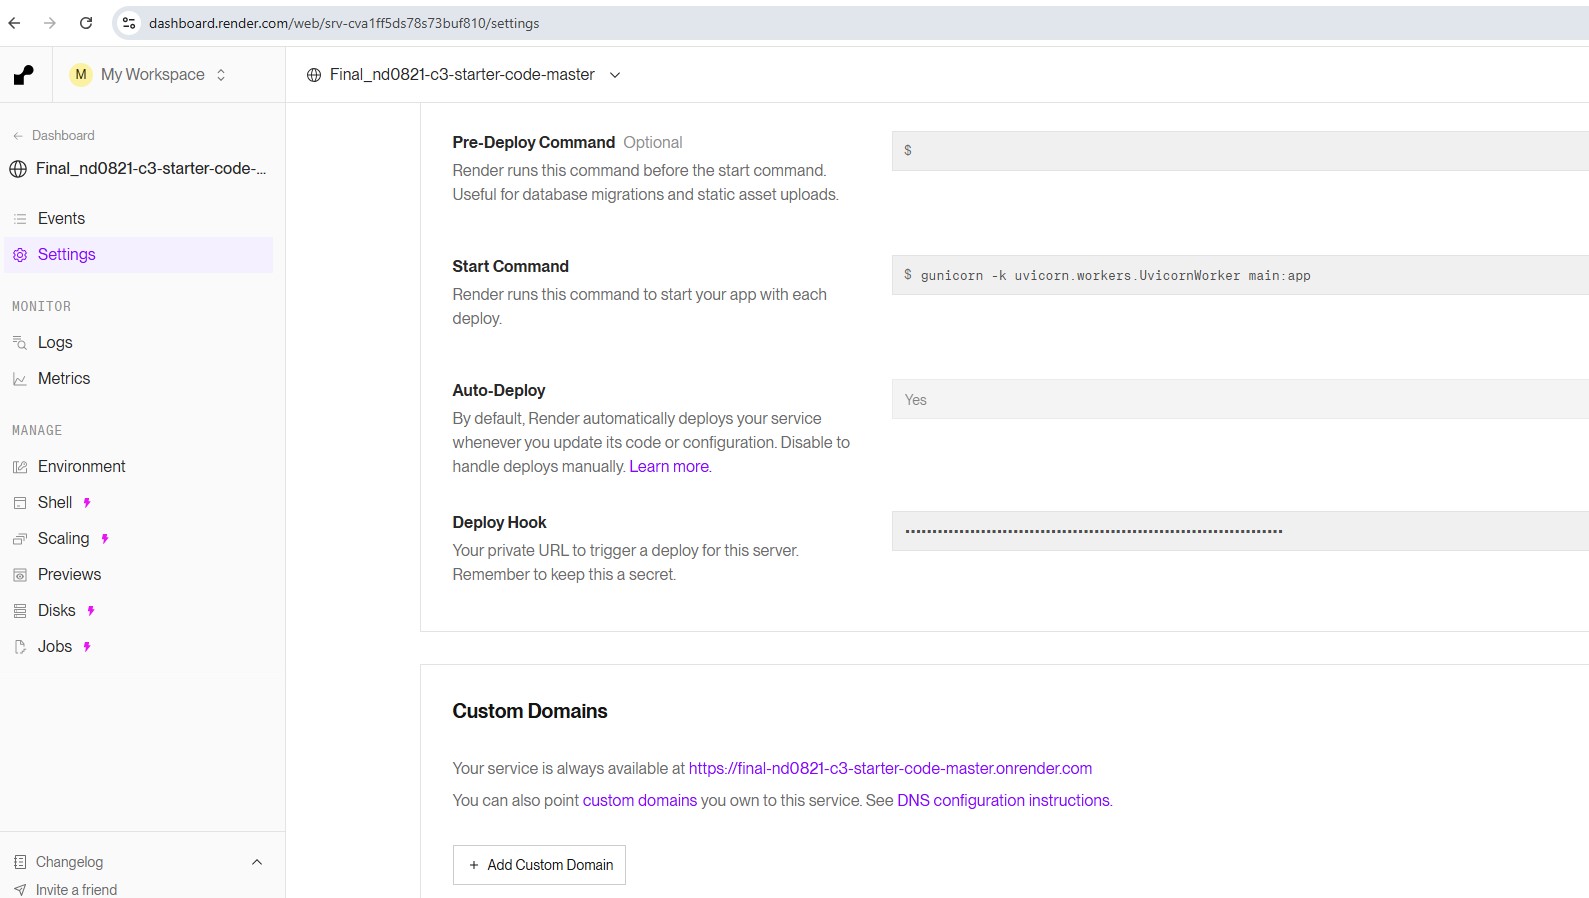 dashboard.render.com/web/srv-cva1ff5ds78s73buf810/settings
M My Workspace
Final_nd0821-c3-starter-code-master
Dashboard
Final_nd0821-c3-starter-code-...
Events
Settings
MONITOR
Logs
Metrics
MANAGE
Environment
Shell
Scaling
Previews
Disks
Jobs
Changelog
Invite a friend
Pre-Deploy Command Optional
Render runs this command before the start command.
Useful for database migrations and static asset uploads.
$
Start Command
Render runs this command to start your app with each
deploy.
$ gunicorn -k uvicorn.workers.UvicornWorker main:app
Auto-Deploy
By default, Render automatically deploys your service
whenever you update its code or configuration. Disable to
handle deploys manually. Learn more.
Yes
Deploy Hook
Your private URL to trigger a deploy for this server.
Remember to keep this a secret.
Custom Domains
Your service is always available at https://final-nd0821-c3-starter-code-master.onrender.com
You can also point custom domains you own to this service. See DNS configuration instructions.
+ Add Custom Domain